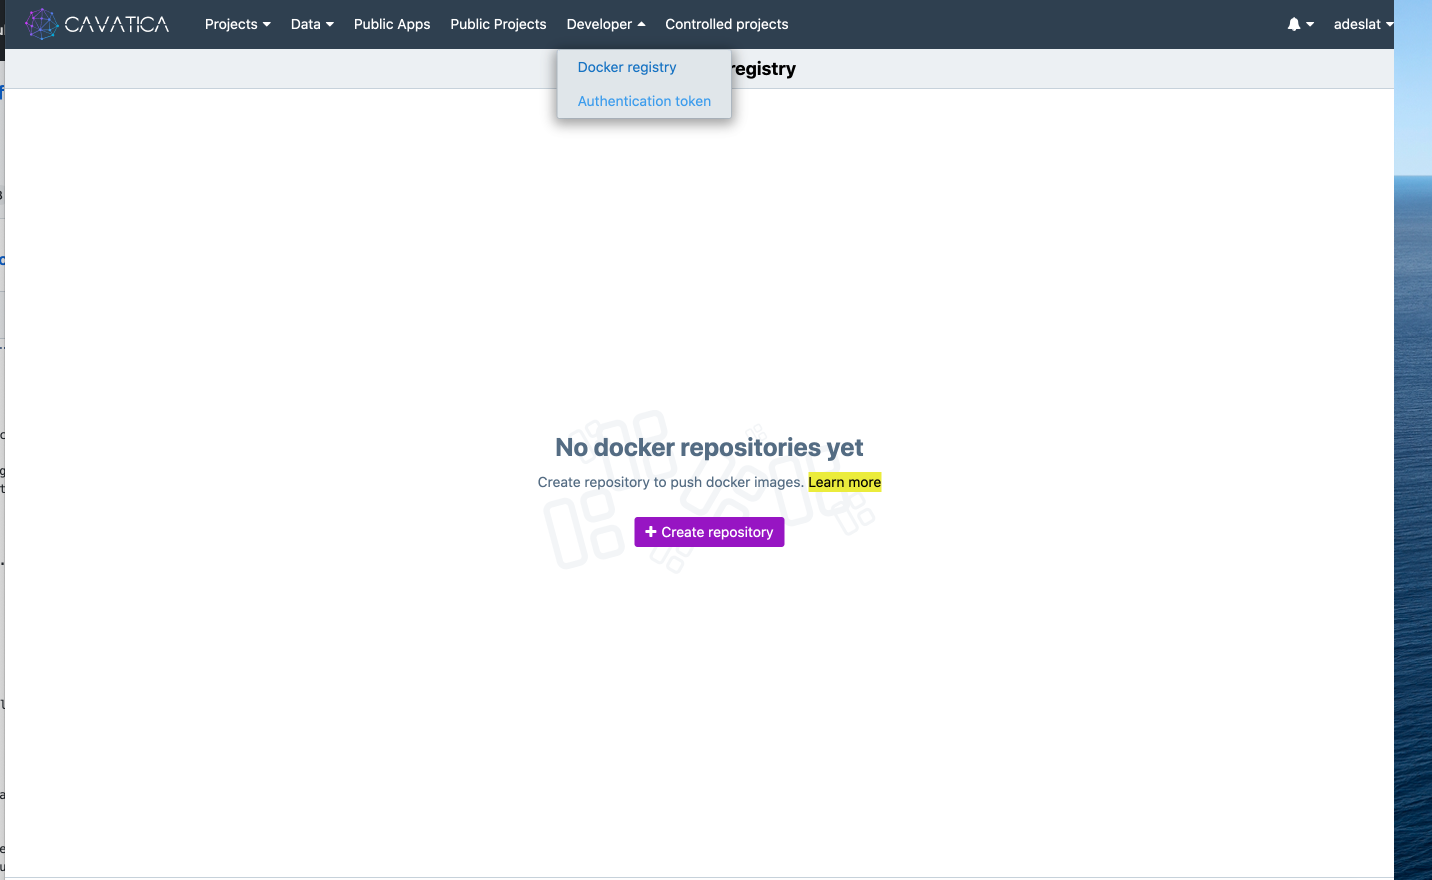 CAVATICA Projects Data Public Apps Public Projects Developer Controlled projects adeslat
Docker registry
registry
Authentication token
No docker repositories yet
Create repository to push docker images. Learn more
+ Create repository